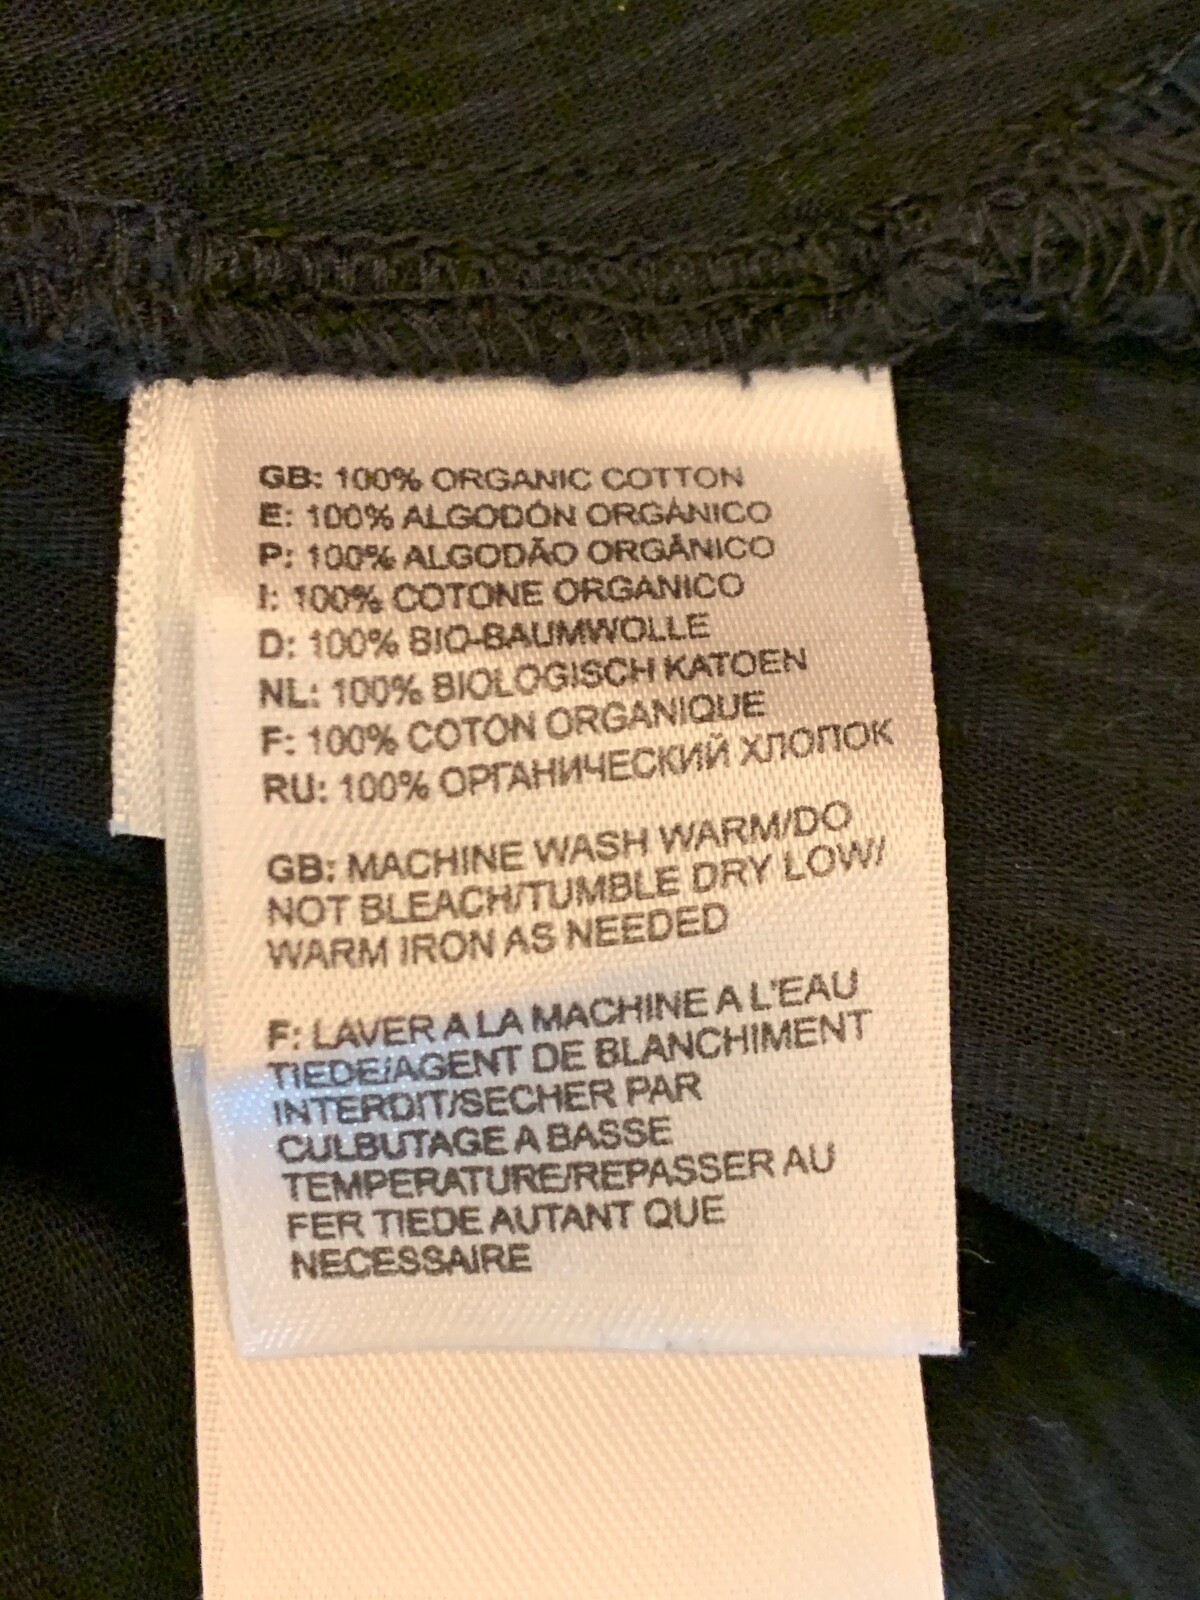 GB: 100% ORGANIC COTTON
E: 100% ALGODÓN ORGÁNICO
P: 100% ALGODÃO ORGÂNICO
I: 100% COTONE ORGANICO
D: 100% BIO-BAUMWOLLE
NL: 100% BIOLOGISCH KATOEN
F: 100% COTON ORGANIQUE
RU: 100% ОРГАНИЧЕСКИЙ ХЛОПОК
GB: MACHINE WASH WARM/DO
NOT BLEACH/TUMBLE DRY LOW/
WARM IRON AS NEEDED
F: LAVER A LA MACHINE A L'EAU
TIEDE/AGENT DE BLANCHIMENT
INTERDIT/SECHER PAR
CULBUTAGE A BASSE
TEMPERATURE/REPASSER AU
FER TIEDE AUTANT QUE
NECESSAIRE